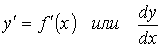 y' = f'(x) или dy/dx